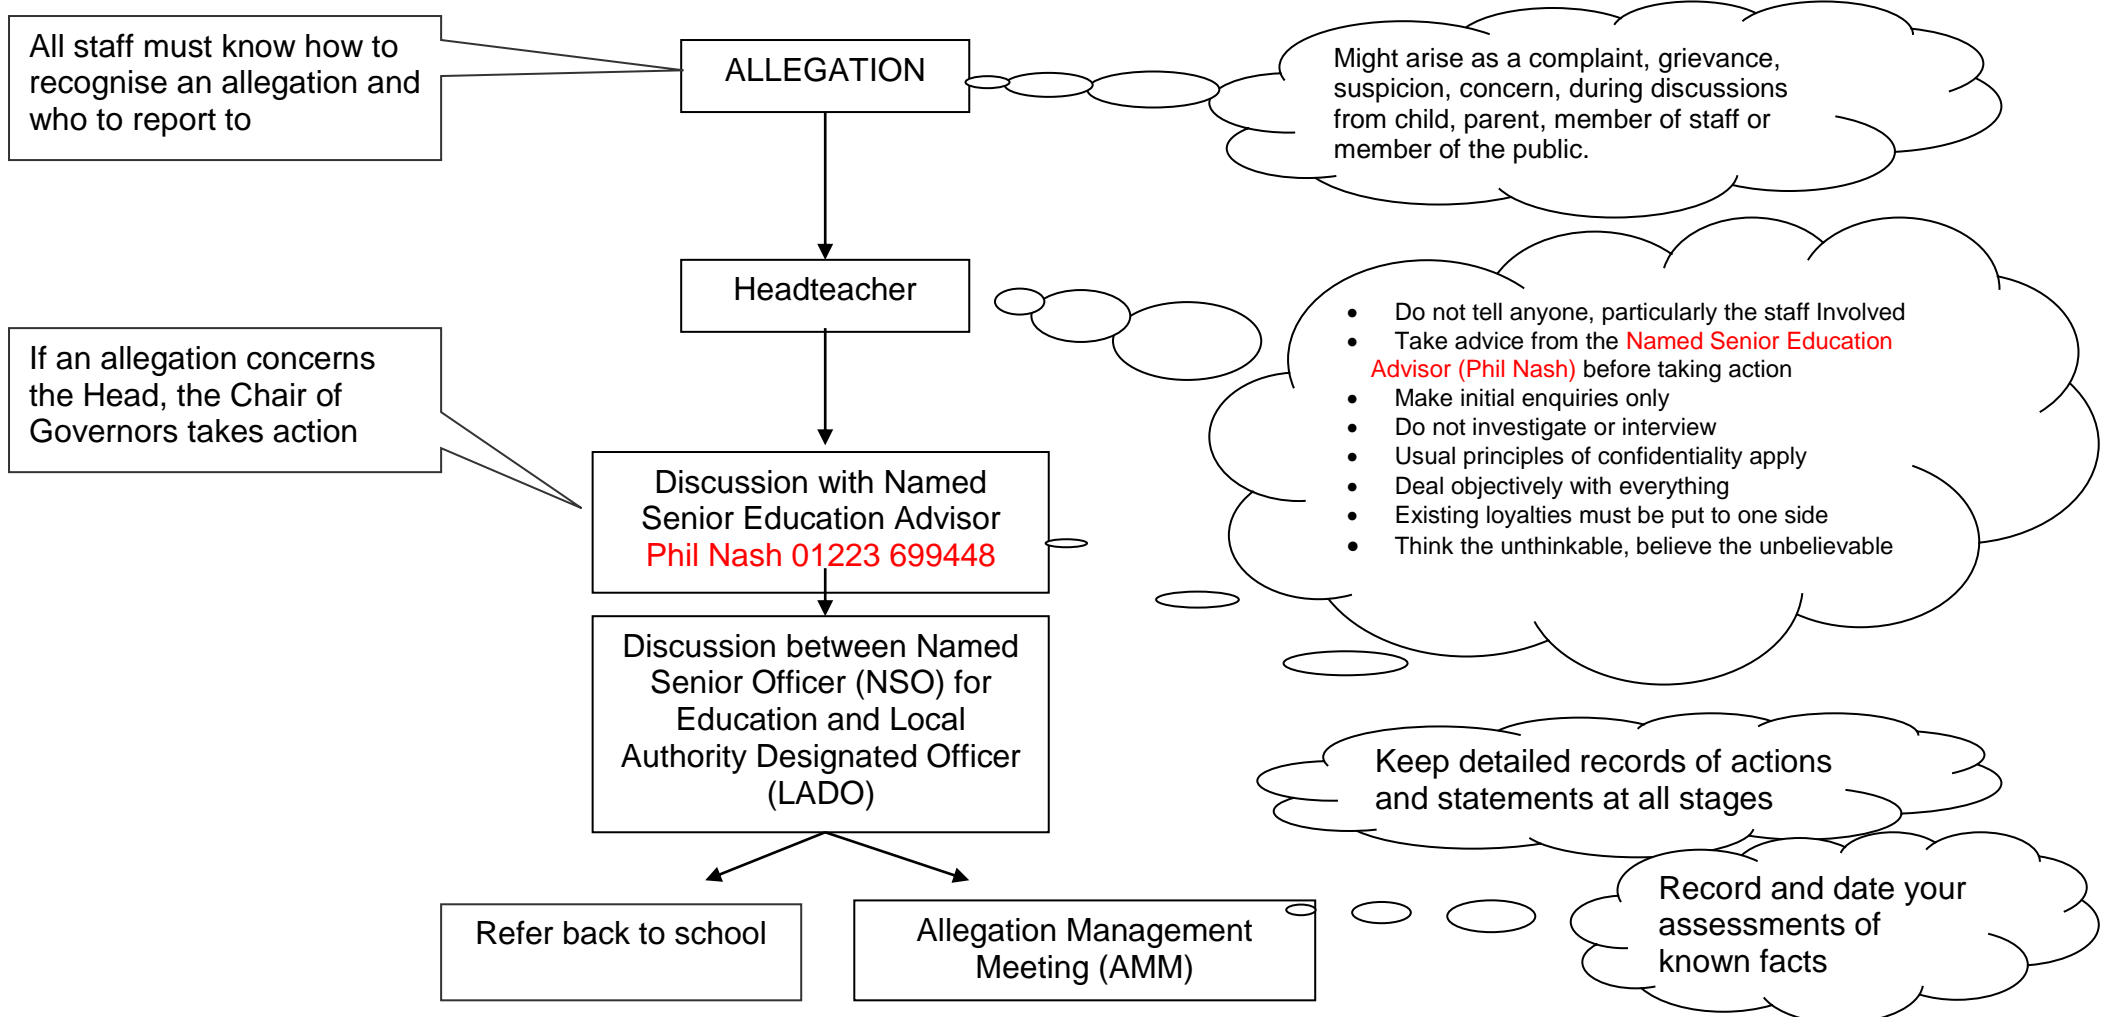 All staff must know how to
recognise an allegation and
who to report to
ALLEGATION
Might arise as a complaint, grievance,
suspicion, concern, during discussions
from child, parent, member of staff or
member of the public.
Headteacher
If an allegation concerns
the Head, the Chair of
Governors takes action
• Do not tell anyone, particularly the staff Involved
• Take advice from the Named Senior Education
Advisor (Phil Nash) before taking action
• Make initial enquiries only
• Do not investigate or interview
• Usual principles of confidentiality apply
• Deal objectively with everything
• Existing loyalties must be put to one side
• Think the unthinkable, believe the unbelievable
Discussion with Named
Senior Education Advisor
Phil Nash 01223 699448
Discussion between Named
Senior Officer (NSO) for
Education and Local
Authority Designated Officer
(LADO)
Keep detailed records of actions
and statements at all stages
Refer back to school
Allegation Management
Meeting (AMM)
Record and date your
assessments of
known facts